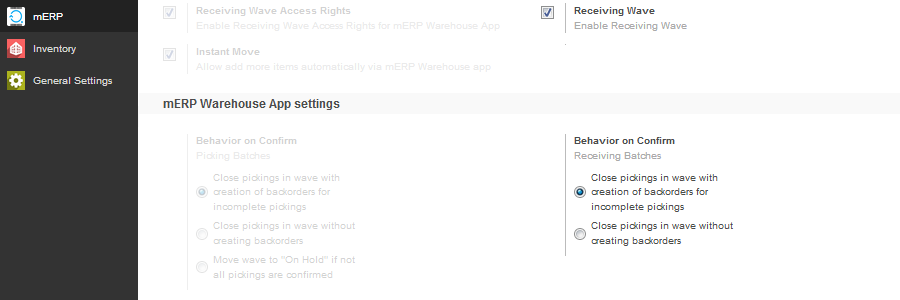 mERP
Inventory
General Settings
Receiving Wave Access Rights
Enable Receiving Wave Access Rights for mERP Warehouse App
Receiving Wave
Enable Receiving Wave
Instant Move
Allow add more items automatically via mERP Warehouse app
mERP Warehouse App settings
Behavior on Confirm
Picking Batches
Close pickings in wave with
creation of backorders for
incomplete pickings
Close pickings in wave without
creating backorders
Move wave to "On Hold" if not
all pickings are confirmed
Behavior on Confirm
Receiving Batches
Close pickings in wave with
creation of backorders for
incomplete pickings
Close pickings in wave without
creating backorders